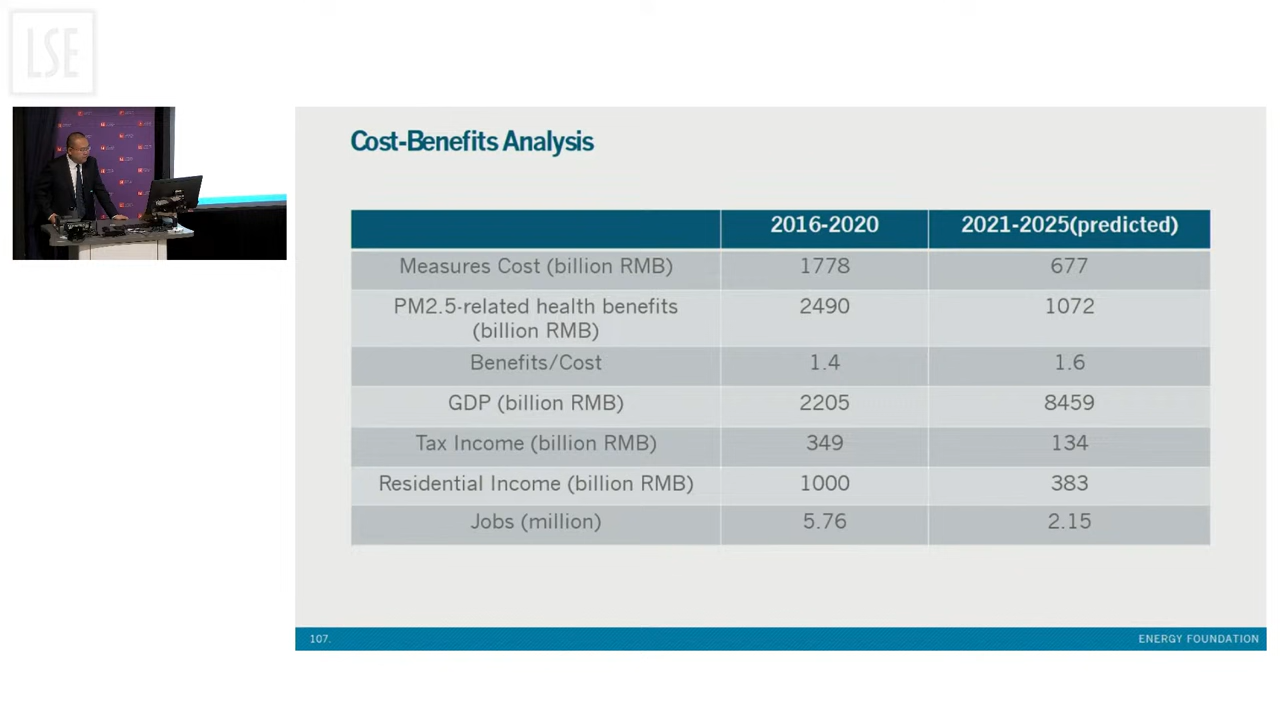 LSE
Cost-Benefits Analysis
2016-2020 2021-2025(predicted)
Measures Cost (billion RMB) 1778 677
PM2.5-related health benefits
(billion RMB) 2490 1072
Benefits/Cost 1.4 1.6
GDP (billion RMB) 2205 8459
Tax Income (billion RMB) 349 134
Residential Income (billion RMB) 1000 383
Jobs (million) 5.76 2.15
107. ENERGY FOUNDATION